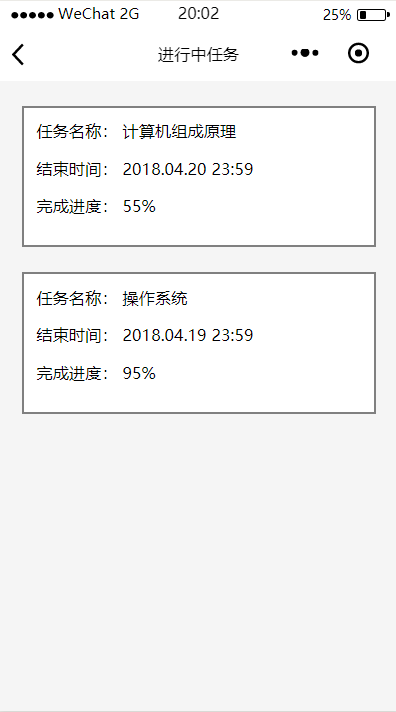 WeChat 2G 20:02 25%
进行中任务
任务名称： 计算机组成原理
结束时间： 2018.04.20 23:59
完成进度： 55%
任务名称： 操作系统
结束时间： 2018.04.19 23:59
完成进度： 95%